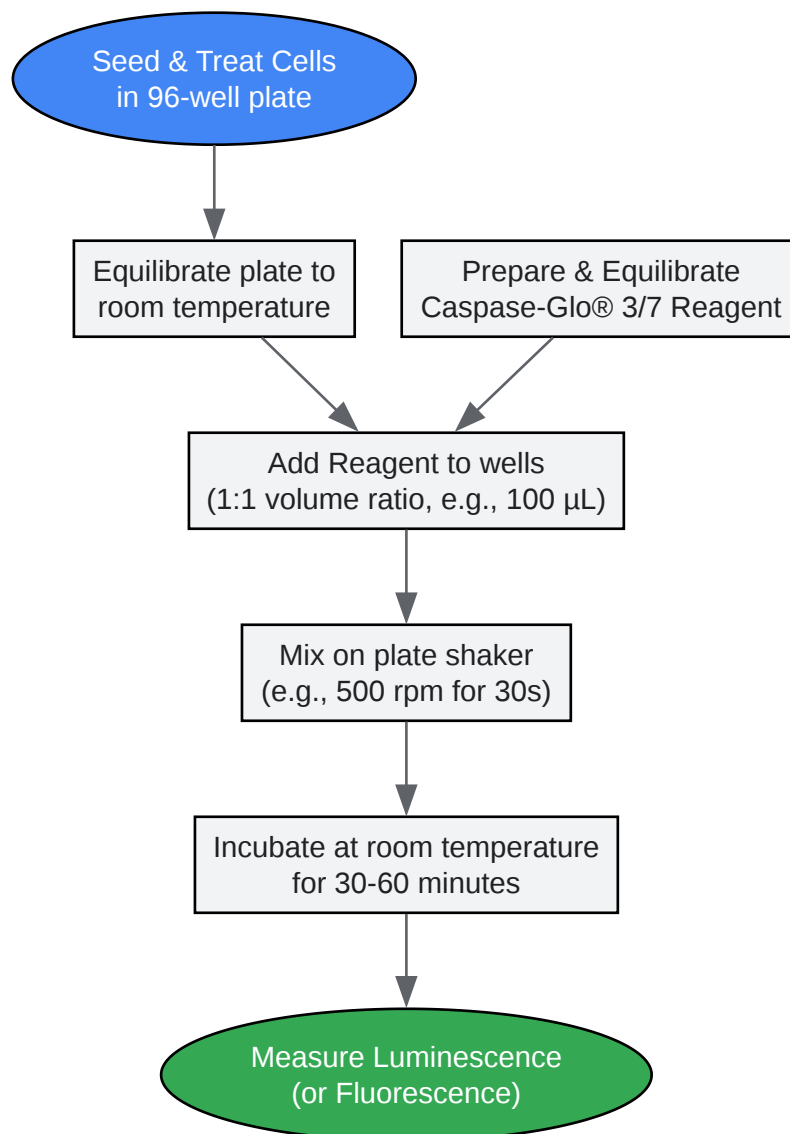 Seed & Treat Cells
in 96-well plate
Equilibrate plate to
room temperature
Prepare & Equilibrate
Caspase-Glo® 3/7 Reagent
Add Reagent to wells
(1:1 volume ratio, e.g., 100 µL)
Mix on plate shaker
(e.g., 500 rpm for 30s)
Incubate at room temperature
for 30-60 minutes
Measure Luminescence
(or Fluorescence)